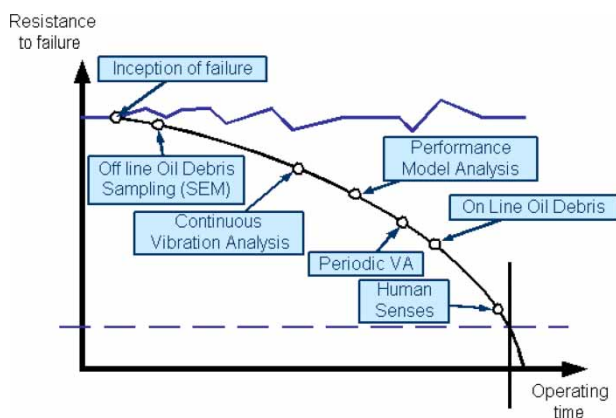 Resistance
to failure
Inception of failure
Off line Oil Debris
Sampling (SEM)
Continuous
Vibration Analysis
Performance
Model Analysis
On Line Oil Debris
Periodic VA
Human
Senses
Operating
time